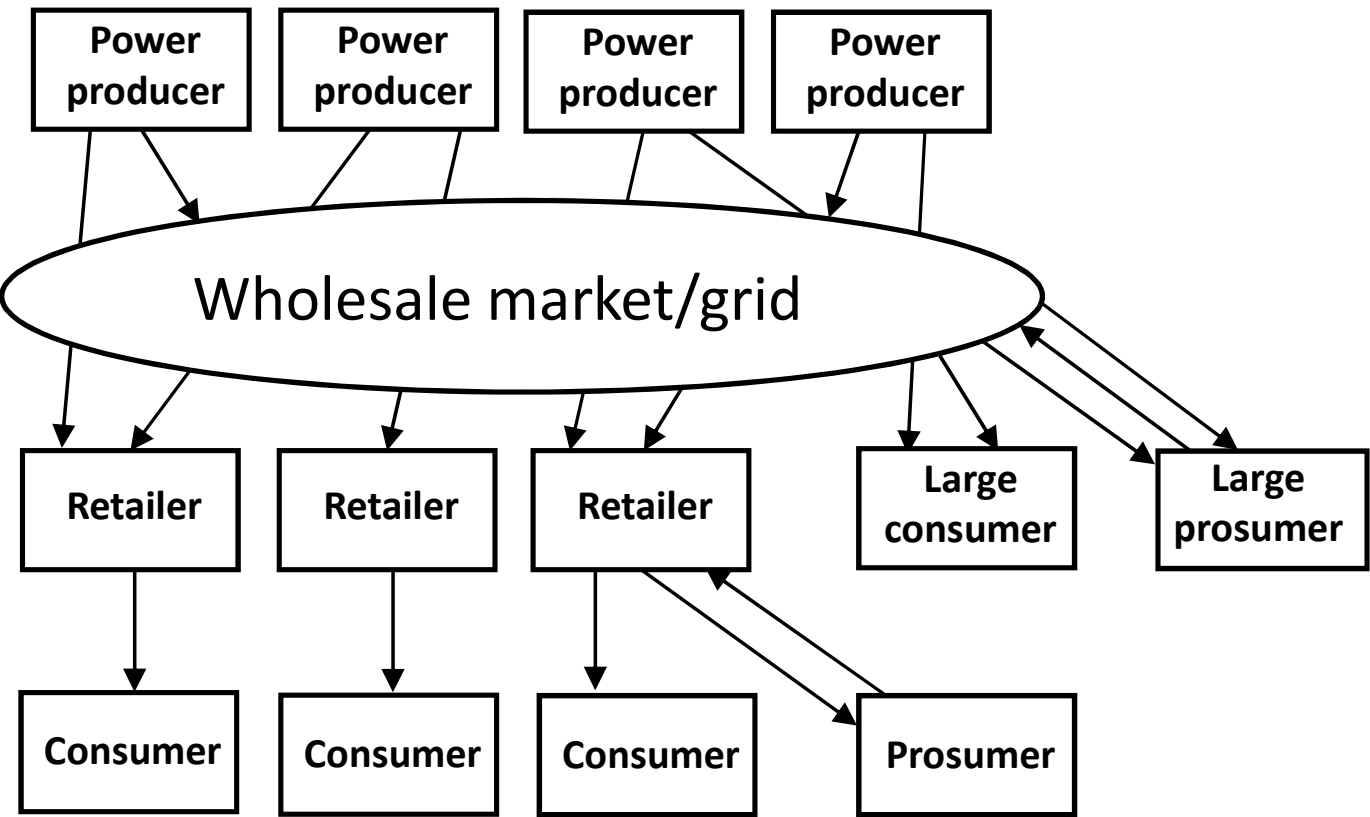 Power
producer
Power
producer
Power
producer
Power
producer
Wholesale market/grid
Retailer
Retailer
Retailer
Large
consumer
Large
prosumer
Consumer
Consumer
Consumer
Prosumer